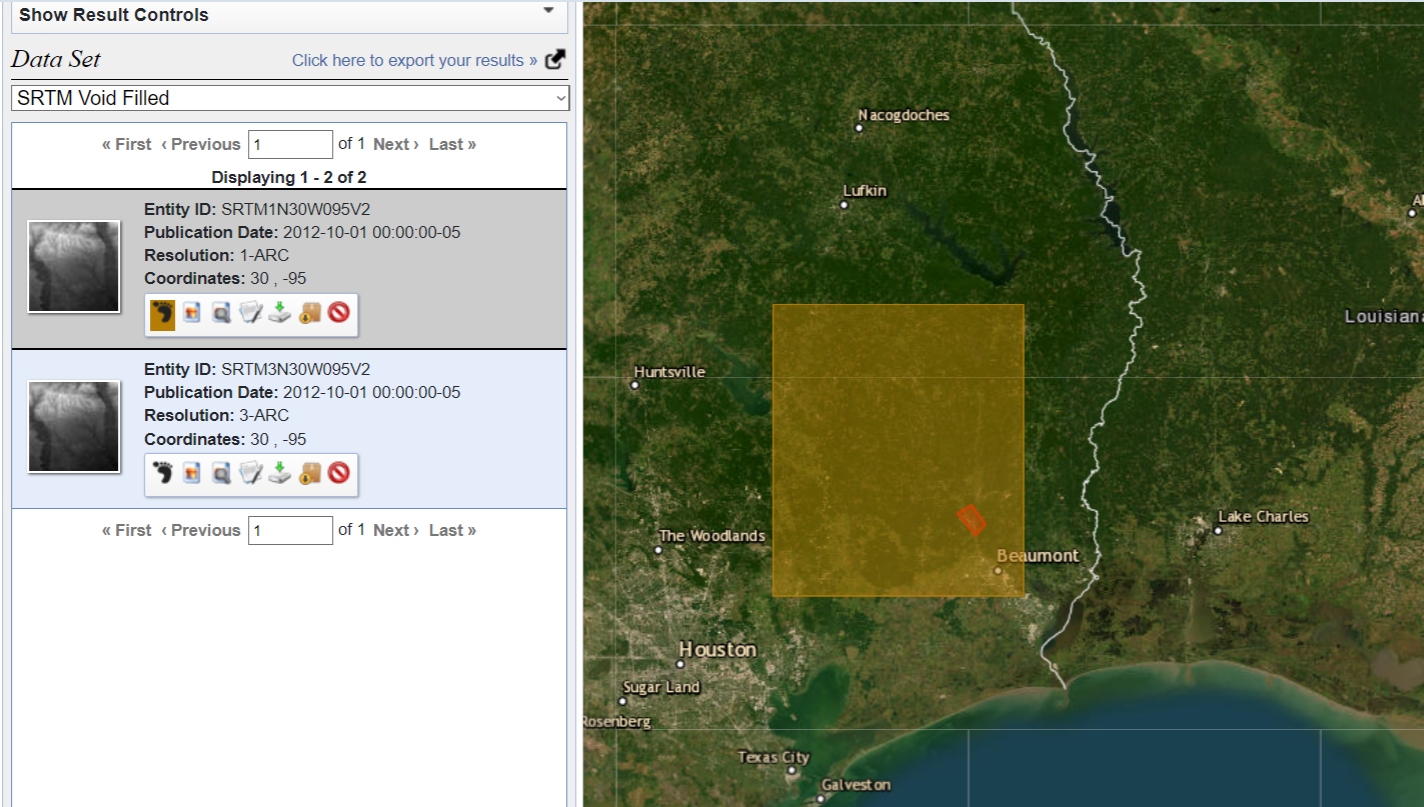 Show Result Controls
Data Set
Click here to export your results »
SRTM Void Filled
« First ‹ Previous 1 of 1 Next › Last »
Displaying 1 - 2 of 2
Entity ID: SRTM1N30W095V2
Publication Date: 2012-10-01 00:00:00-05
Resolution: 1-ARC
Coordinates: 30 , -95
Entity ID: SRTM3N30W095V2
Publication Date: 2012-10-01 00:00:00-05
Resolution: 3-ARC
Coordinates: 30 , -95
« First ‹ Previous 1 of 1 Next › Last »
Nacogdoches
Lufkin
Al
Louisiana
Huntsville
Lake Charles
The Woodlands
Beaumont
Houston
Sugar Land
Rosenberg
Texas City
Galveston